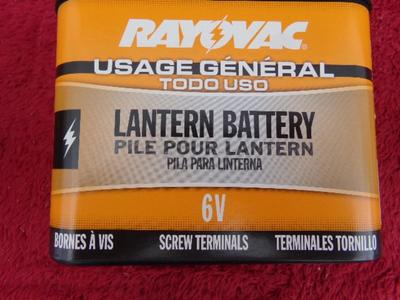 RAYOVAC
USAGE GÉNÉRAL
TODO USO
LANTERN BATTERY
PILE POUR LANTERN
PILA PARA LINTERNA
6V
BORNES À VIS SCREW TERMINALS TERMINALES TORNILLO